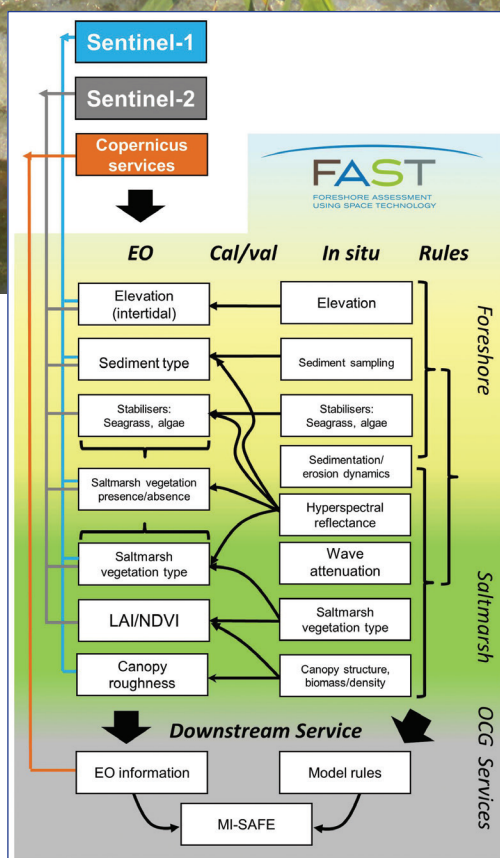 Sentinel-1
Sentinel-2
Copernicus
services
FAST
FORESHORE ASSESSMENT
USING SPACE TECHNOLOGY
EO
Cal/val
In situ
Rules
Elevation
(intertidal)
Elevation
Sediment type
Sediment sampling
Stabilisers:
Seagrass, algae
Stabilisers:
Seagrass, algae
Sedimentation/
erosion dynamics
Saltmarsh vegetation
presence/absence
Hyperspectral
reflectance
Saltmarsh
vegetation type
Wave
attenuation
LAI/NDVI
Saltmarsh
vegetation type
Canopy
roughness
Canopy structure,
biomass/density
Foreshore
Saltmarsh
OCG Services
Downstream Service
EO information
Model rules
MI-SAFE